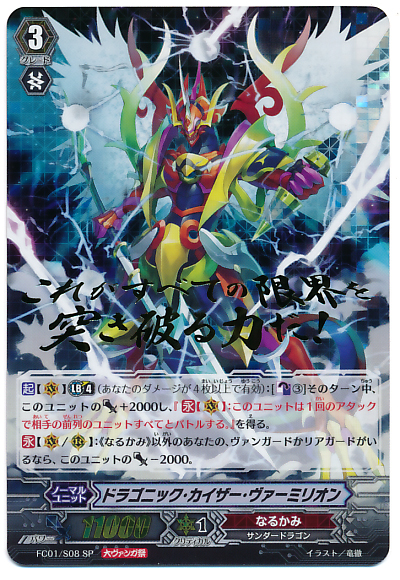 3
グレード
これがすべての限界を
突き破る力だ!
起【V】LB4(あなたのダメージが4枚以上で有効):[③]そのターン中、
このユニットの+2000し、『永【V】:このユニットは1回のアタック
で相手の前列のユニットすべてとバトルする。』を得る。
永【V/R】:《なるかみ》以外のあなたの、ヴァンガードかリアガードがい
るなら、このユニットの-2000。
ノーマル
ユニット
ドラゴニック・カイザー・ヴァーミリオン
パワー
11000
1
クリティカル
なるかみ
サンダードラゴン
FC01/S08 SP
大ヴァンガ祭
イラスト/竜徹